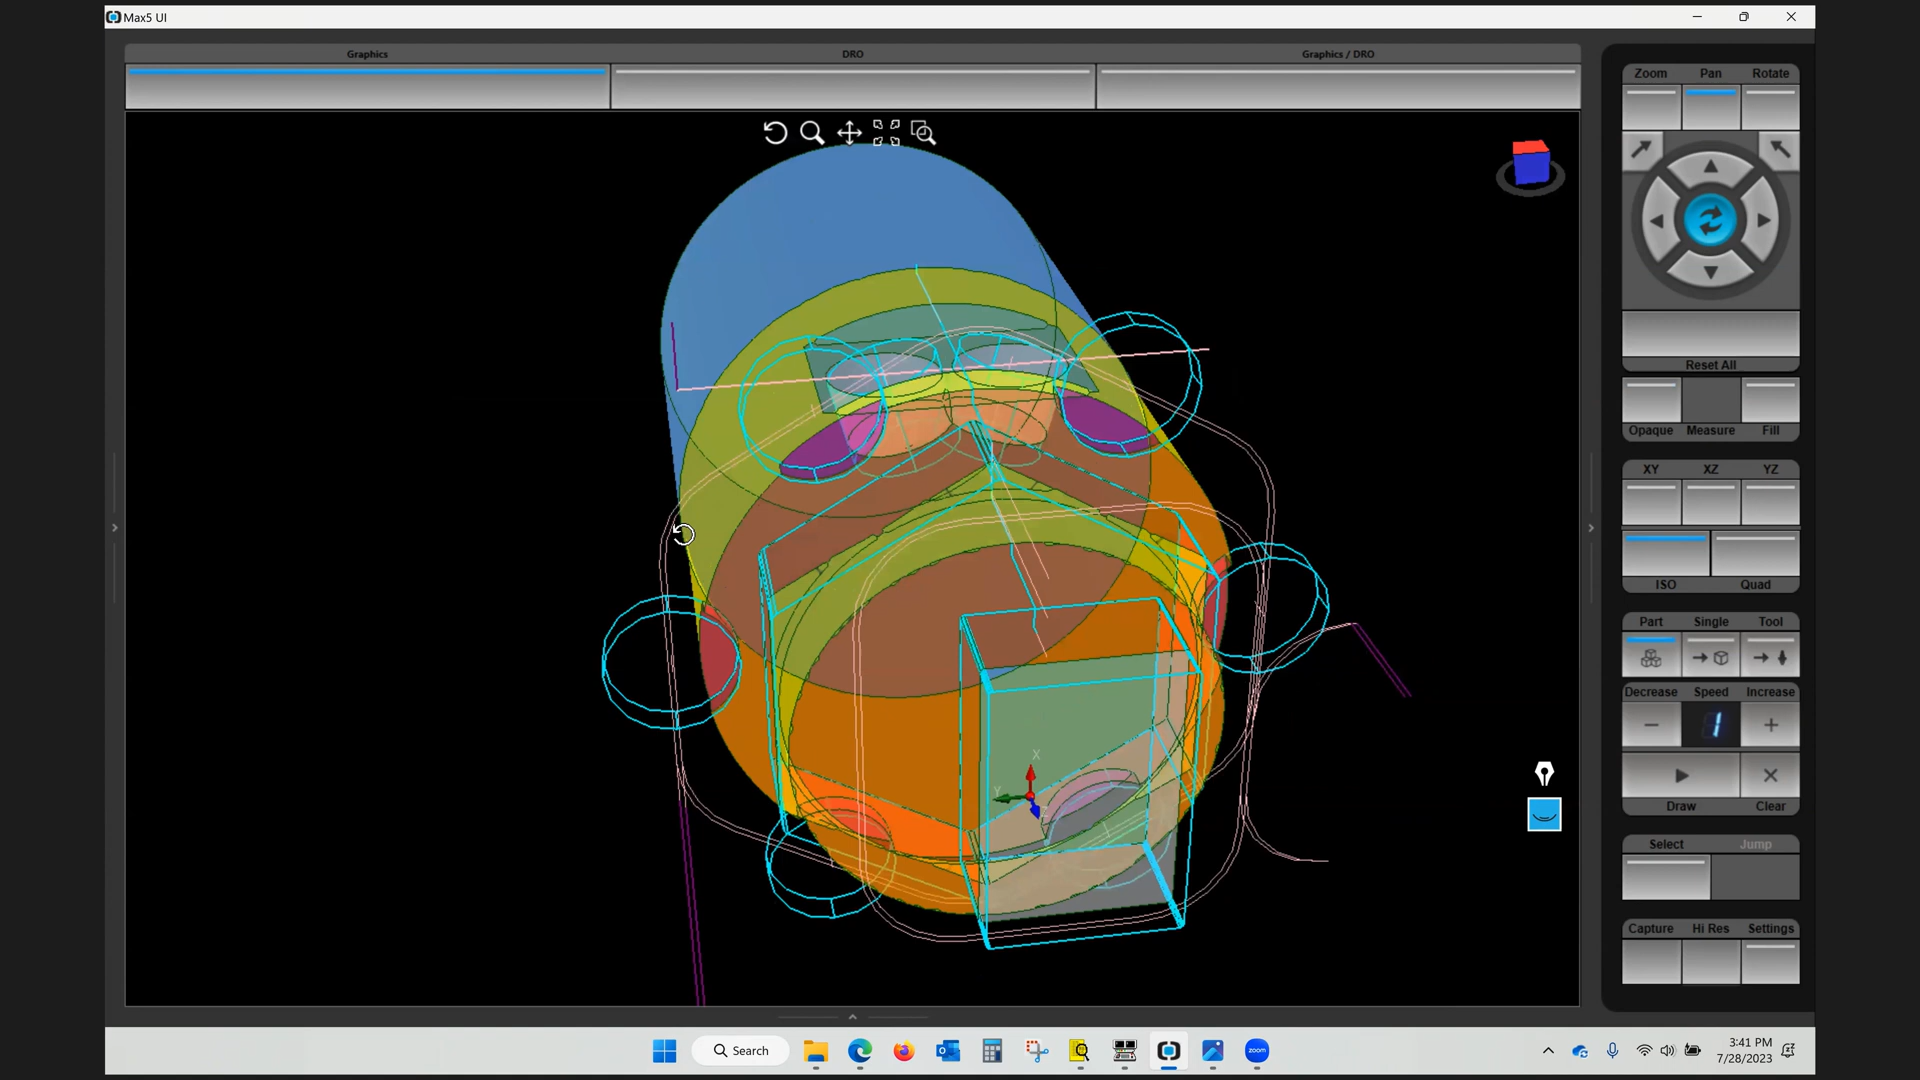 Max5 UI
Graphics DRO Graphics / DRO
Zoom Pan Rotate
Reset All
Opaque Measure Fill
XY XZ YZ
ISO Quad
Part Single Tool
Decrease Speed Increase
1
Draw Clear
Select Jump
Capture Hi Res Settings
X
Y
Search
zoom
3:41 PM
7/28/2023